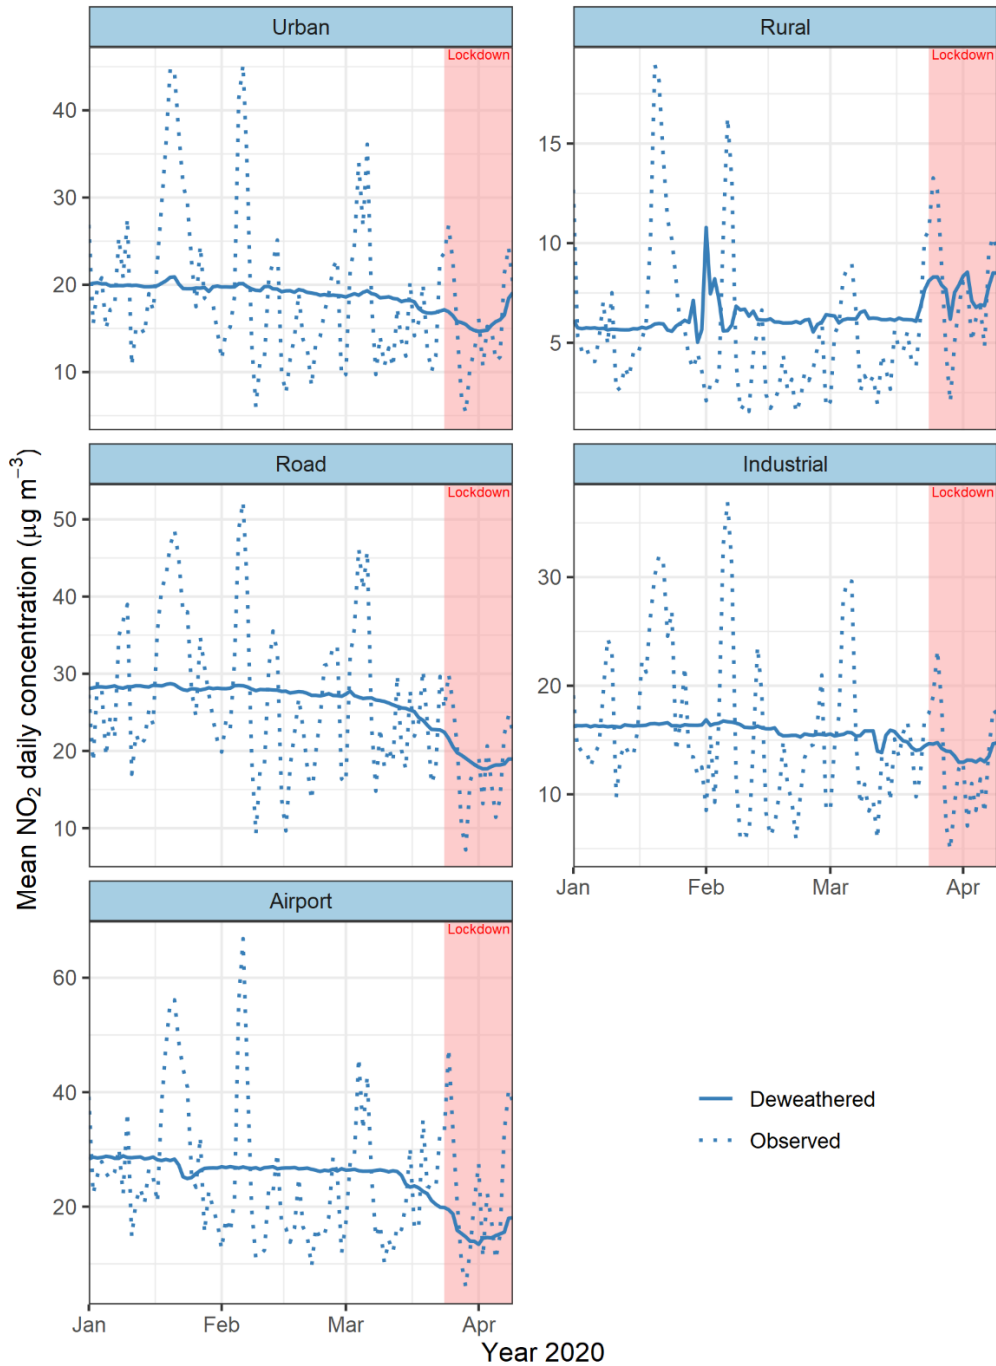 Urban
Rural
Lockdown
Lockdown
40
30
20
10
15
10
5
Road
Industrial
Lockdown
Lockdown
50
40
30
20
10
30
20
10
Jan Feb Mar Apr
Airport
Lockdown
60
40
20
Jan Feb Mar Apr
Mean NO₂ daily concentration (μg m⁻³)
Year 2020
Deweathered
Observed